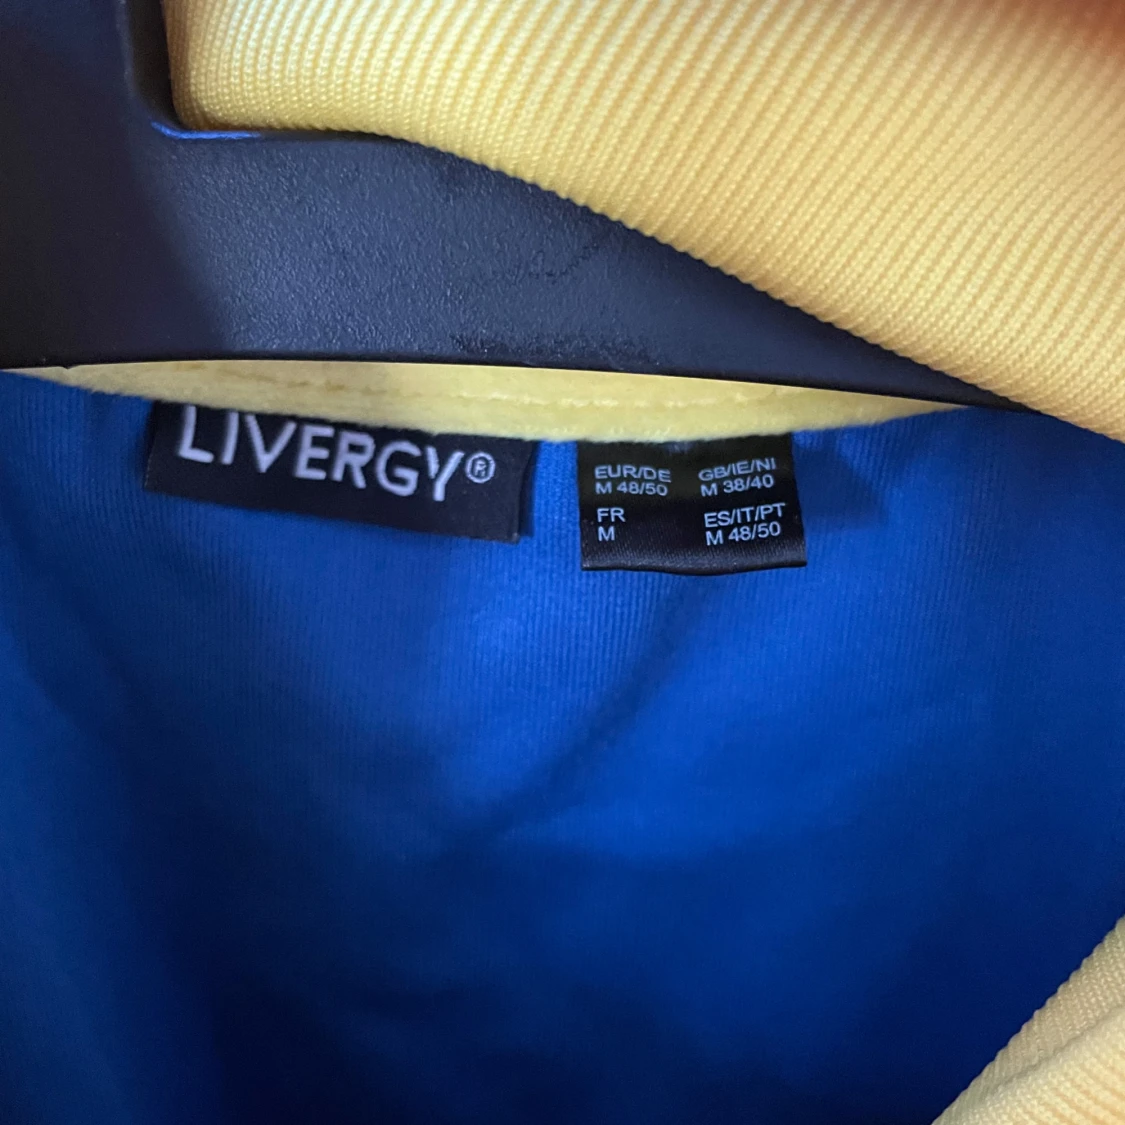 LIVERGY®
EUR/DE GB/IE/NI
M 48/50 M 38/40
FR ES/IT/PT
M M 48/50